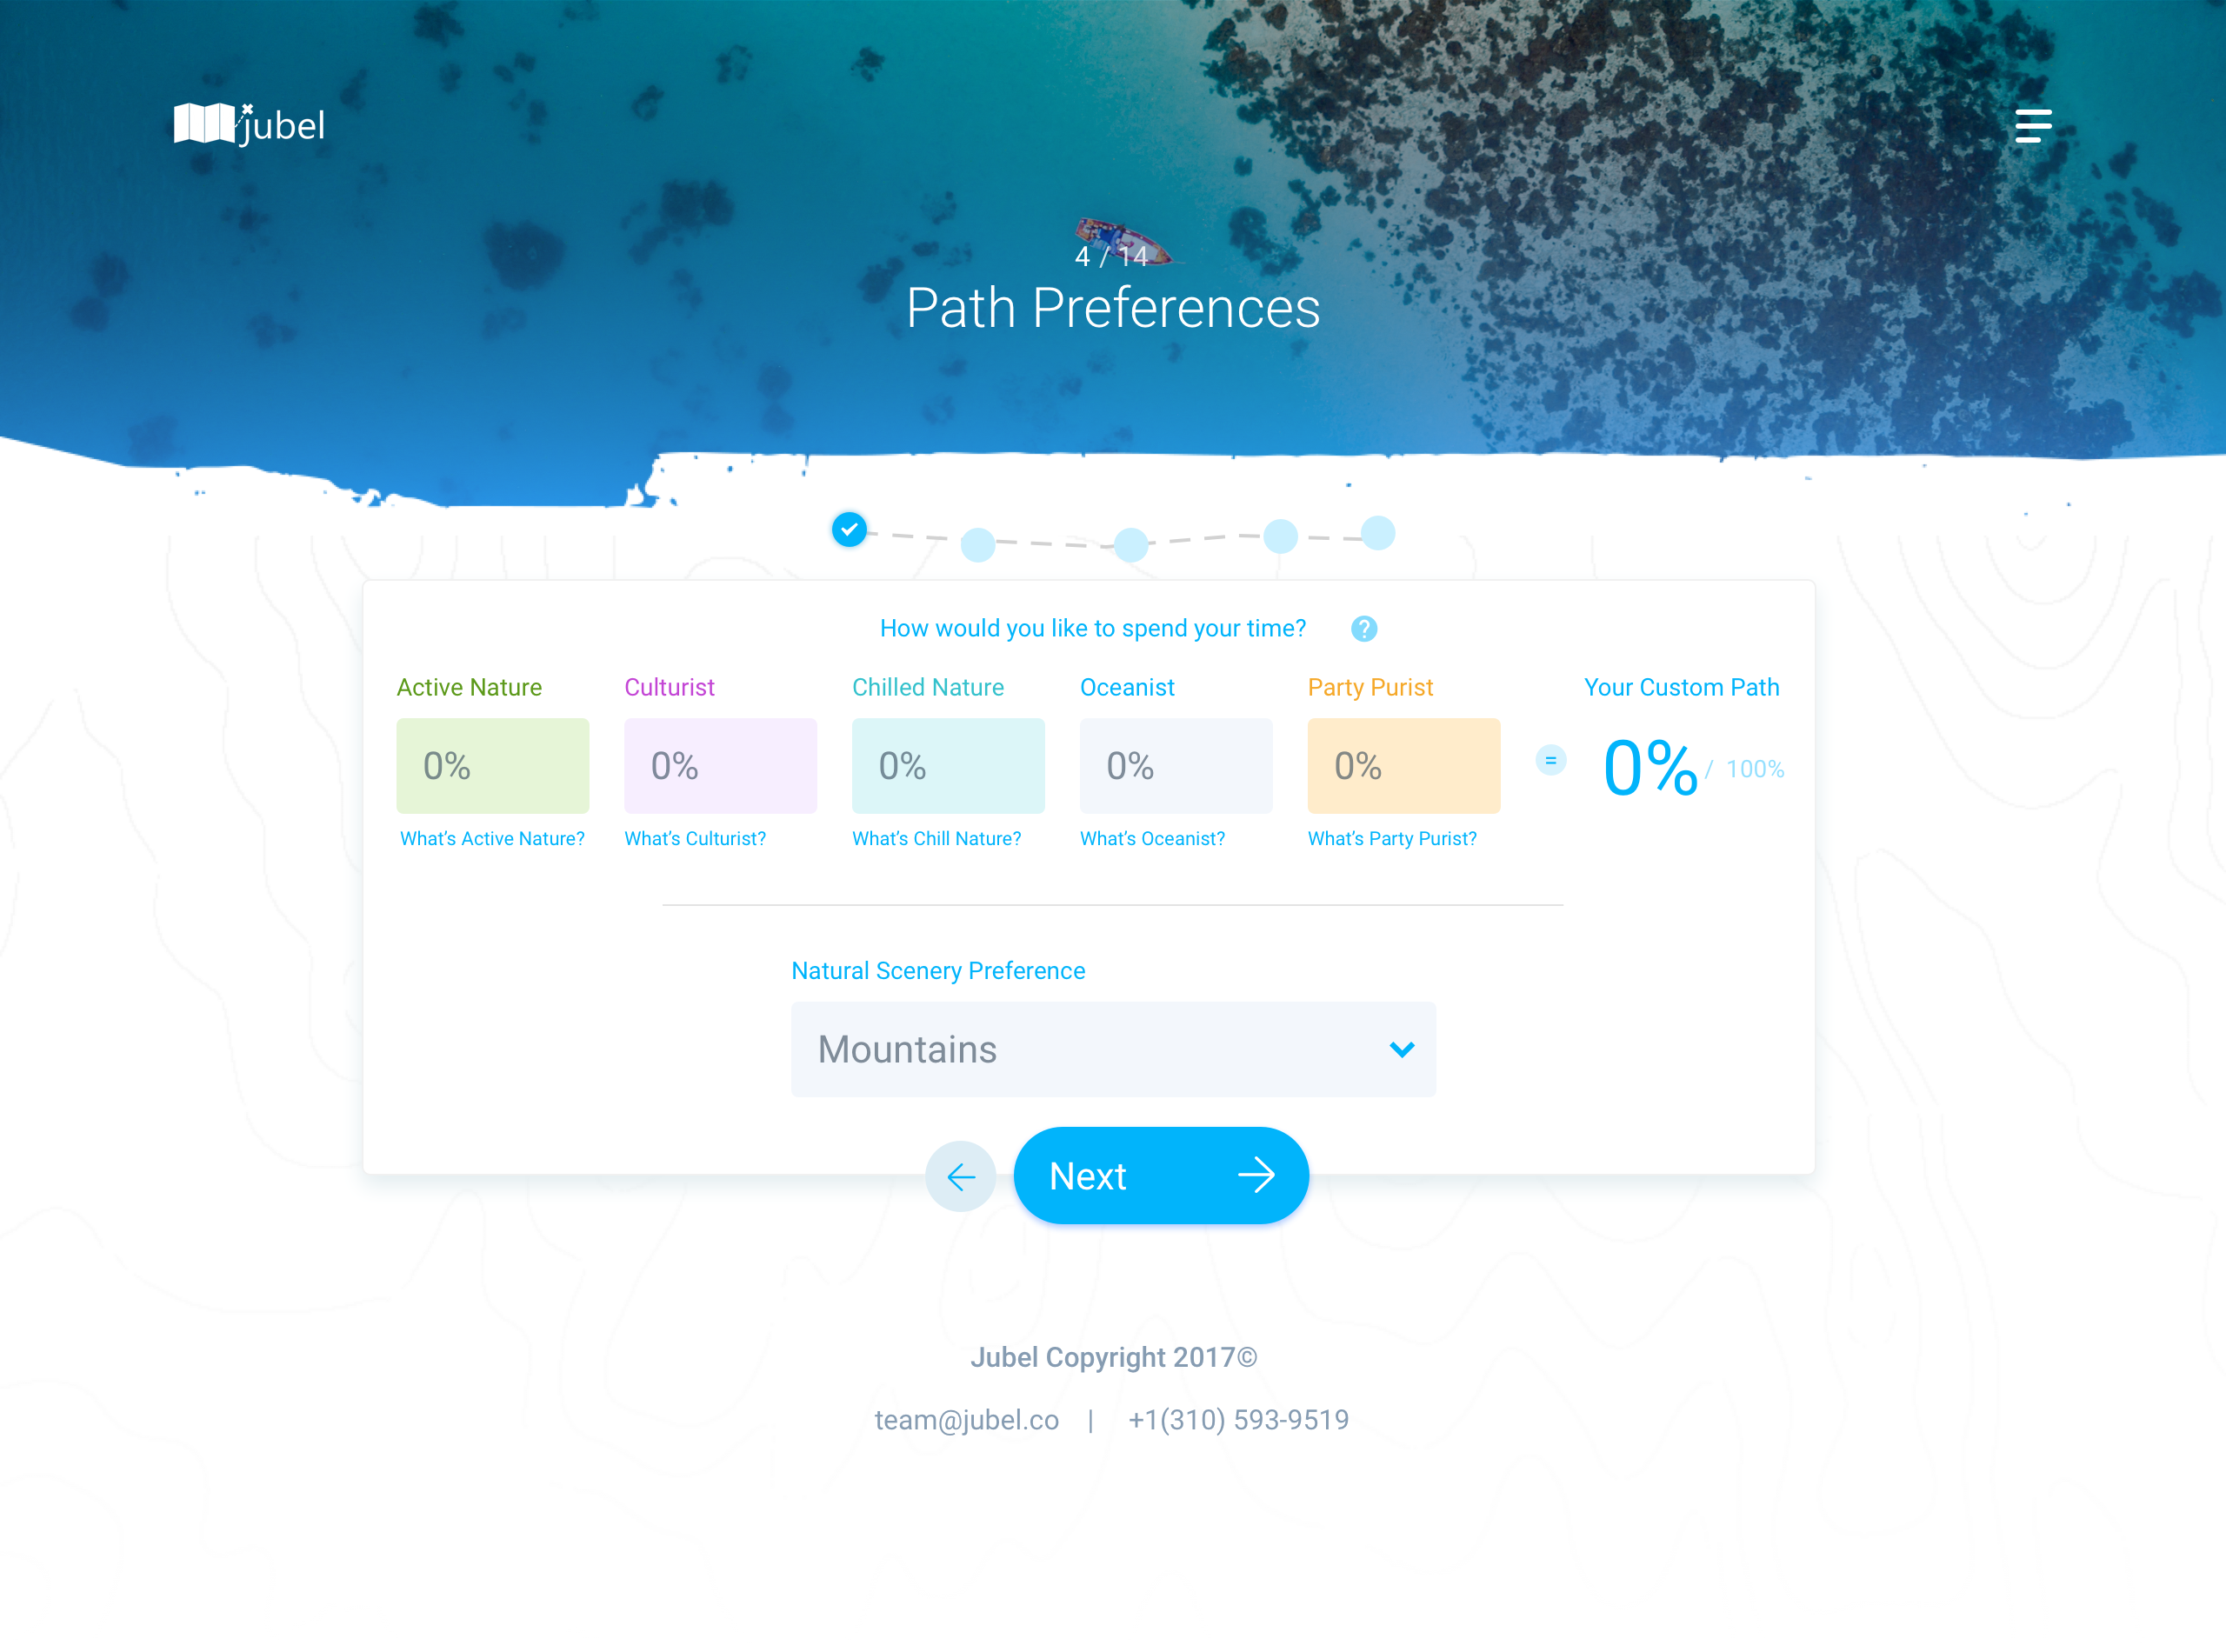 jubel
4 / 14
Path Preferences
How would you like to spend your time? ?
Active Nature Culturist Chilled Nature Oceanist Party Purist Your Custom Path
0% 0% 0% 0% 0% = 0% / 100%
What’s Active Nature? What’s Culturist? What’s Chill Nature? What’s Oceanist? What’s Party Purist?
Natural Scenery Preference
Mountains
Next
Jubel Copyright 2017©
team@jubel.co | +1(310) 593-9519